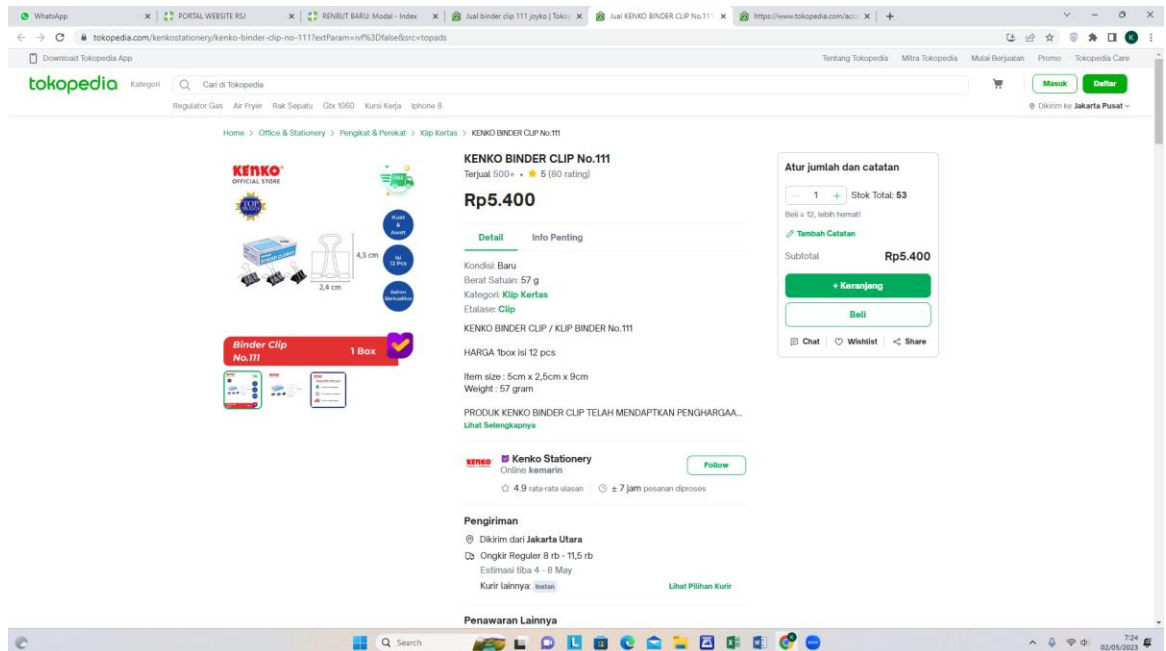 WhatsApp
PORTAL WEBSITE RSJ
RENBUT BARU: Modal - Index
Jual binder clip 111 joyko | Toko
Jual KENKO BINDER CLIP No.111
https://www.tokopedia.com/acc
tokopedia.com/kenkostationery/kenko-binder-clip-no-111?extParam=ivf%3Dfalse&src=topads
K
Download Tokopedia App
Tentang Tokopedia Mitra Tokopedia Mulai Berjualan Promo Tokopedia Care
tokopedia Kategori Cari di Tokopedia Masuk Daftar
Regulator Gas Air Fryer Rak Sepatu Gtx 1060 Kursi Kerja Iphone 8
Dikirim ke Jakarta Pusat
Home > Office & Stationery > Pengikat & Perekat > Klip Kertas > KENKO BINDER CLIP No.111
KENKO
OFFICIAL STORE
TOP
FREE
Kuat
&
Awet
Isi
12 Pcs
Bahan
Berkualitas
4,5 cm
2,4 cm
Binder Clip
No.111
1 Box
KENKO BINDER CLIP No.111
Terjual 500+ • 5 (80 rating)
Rp5.400
Detail Info Penting
Kondisi: Baru
Berat Satuan: 57 g
Kategori: Klip Kertas
Etalase: Clip
KENKO BINDER CLIP / KLIP BINDER No.111
HARGA 1box isi 12 pcs
Item size : 5cm x 2,5cm x 9cm
Weight : 57 gram
PRODUK KENKO BINDER CLIP TELAH MENDAPTKAN PENGHARGAA...
Lihat Selengkapnya
KENKO
Kenko Stationery
Online kemarin
Follow
4.9 rata-rata ulasan ± 7 jam pesanan diproses
Pengiriman
Dikirim dari Jakarta Utara
Ongkir Reguler 8 rb - 11,5 rb
Estimasi tiba 4 - 8 May
Kurir lainnya: Instan Lihat Pilihan Kurir
Penawaran Lainnya
Atur jumlah dan catatan
1 Stok Total: 53
Tambah Catatan
Subtotal Rp5.400
+ Keranjang
Beli
Chat Wishlist Share
Search
7:24
02/05/2023